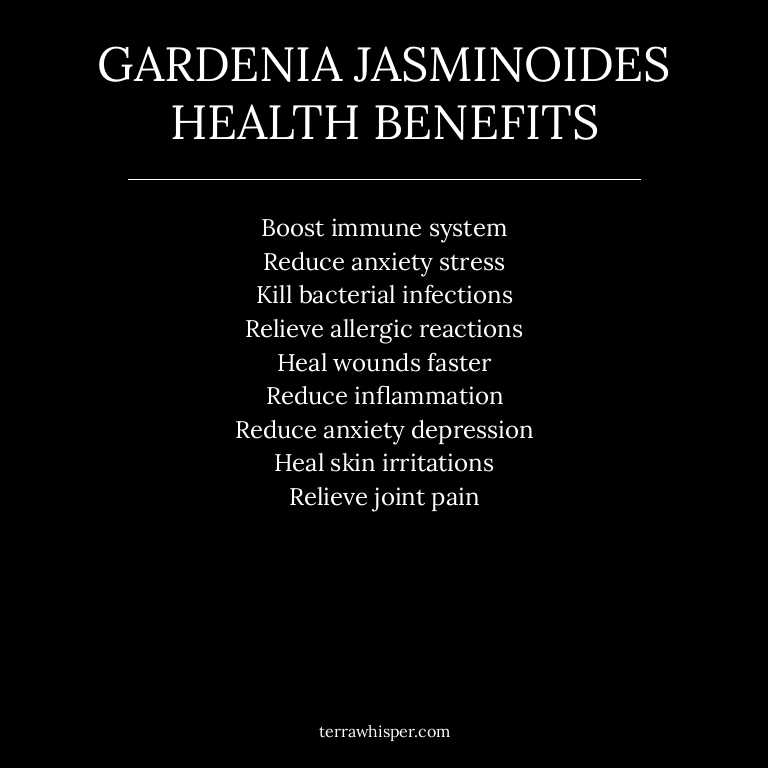 GARDENIA JASMINOIDES
HEALTH BENEFITS
Boost immune system
Reduce anxiety stress
Kill bacterial infections
Relieve allergic reactions
Heal wounds faster
Reduce inflammation
Reduce anxiety depression
Heal skin irritations
Relieve joint pain
terrawhisper.com